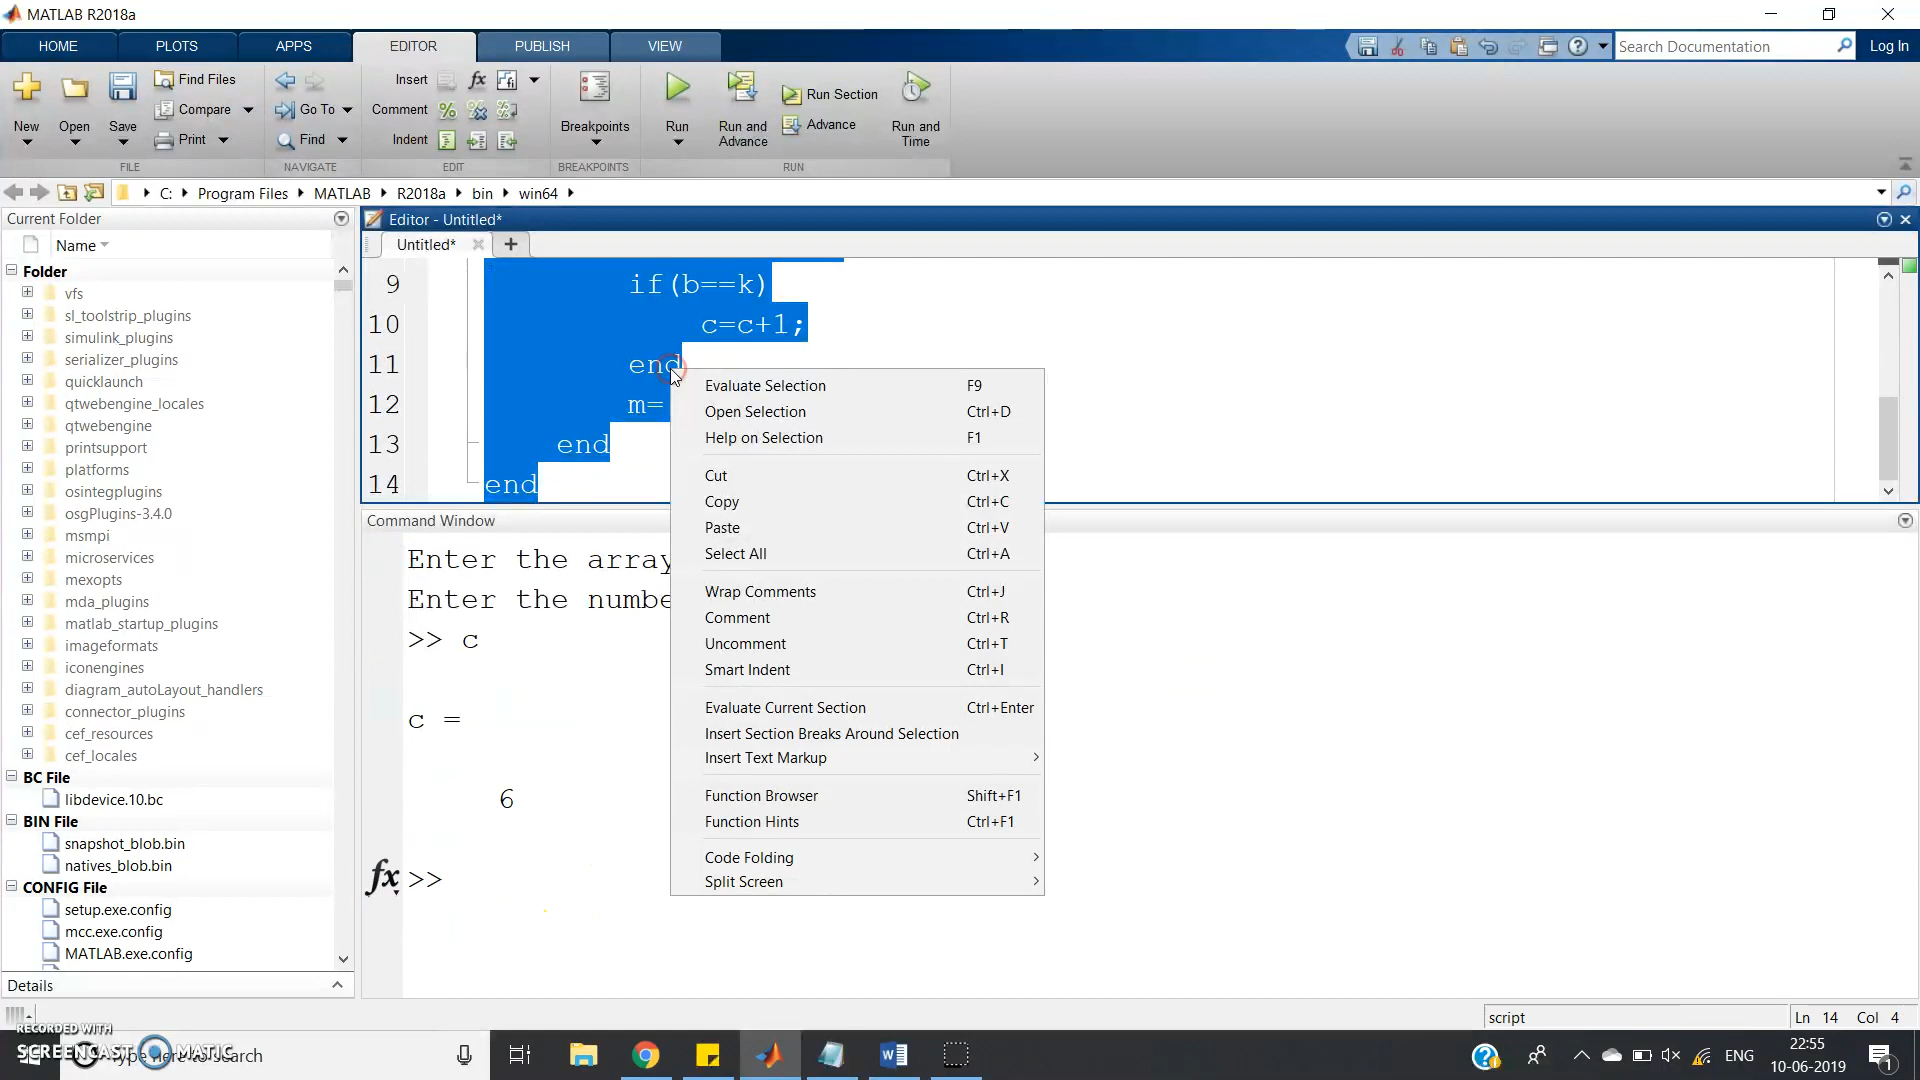 MATLAB R2018a
HOME PLOTS APPS EDITOR PUBLISH VIEW
Search Documentation
Log In
New
Open
Save
Find Files
Compare
Print
Go To
Find
Insert
Comment
Indent
Breakpoints
Run
Run and Advance
Run Section
Advance
Run and Time
FILE NAVIGATE EDIT BREAKPOINTS RUN
C: Program Files MATLAB R2018a bin win64
Current Folder
Name
Folder
vfs
sl_toolstrip_plugins
simulink_plugins
serializer_plugins
quicklaunch
qtwebengine_locales
qtwebengine
printsupport
platforms
osintegplugins
osgPlugins-3.4.0
msmpi
microservices
mexopts
mda_plugins
matlab_startup_plugins
imageformats
iconengines
diagram_autoLayout_handlers
connector_plugins
cef_resources
cef_locales
BC File
libdevice.10.bc
BIN File
snapshot_blob.bin
natives_blob.bin
CONFIG File
setup.exe.config
mcc.exe.config
MATLAB.exe.config
Details
Editor - Untitled*
Untitled*
9 if(b==k)
10 c=c+1;
11 end
12 m=
13 end
14 end
Command Window
Enter the array
Enter the numbe
>> c
c =
6
fx >>
Evaluate Selection F9
Open Selection Ctrl+D
Help on Selection F1
Cut Ctrl+X
Copy Ctrl+C
Paste Ctrl+V
Select All Ctrl+A
Wrap Comments Ctrl+J
Comment Ctrl+R
Uncomment Ctrl+T
Smart Indent Ctrl+I
Evaluate Current Section Ctrl+Enter
Insert Section Breaks Around Selection
Insert Text Markup
Function Browser Shift+F1
Function Hints Ctrl+F1
Code Folding
Split Screen
script
Ln 14 Col 4
RECORDED WITH
SCREENCAST MATIC
Type here to search
ENG
22:55
10-06-2019
1